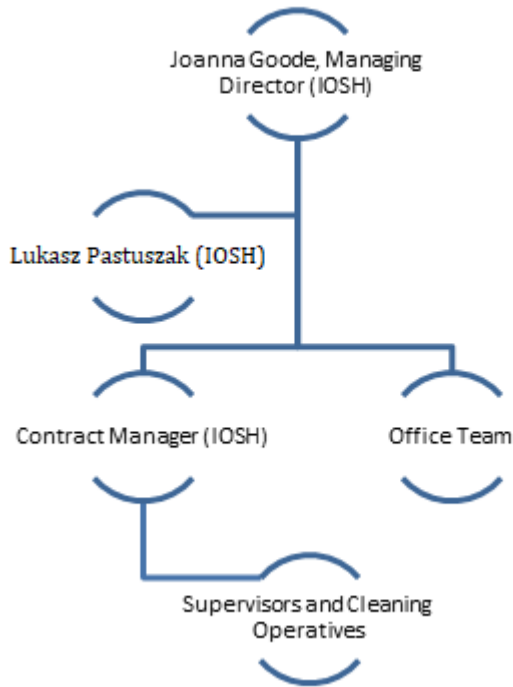 Joanna Goode, Managing
Director (IOSH)
Lukasz Pastuszak (IOSH)
Contract Manager (IOSH)
Office Team
Supervisors and Cleaning
Operatives